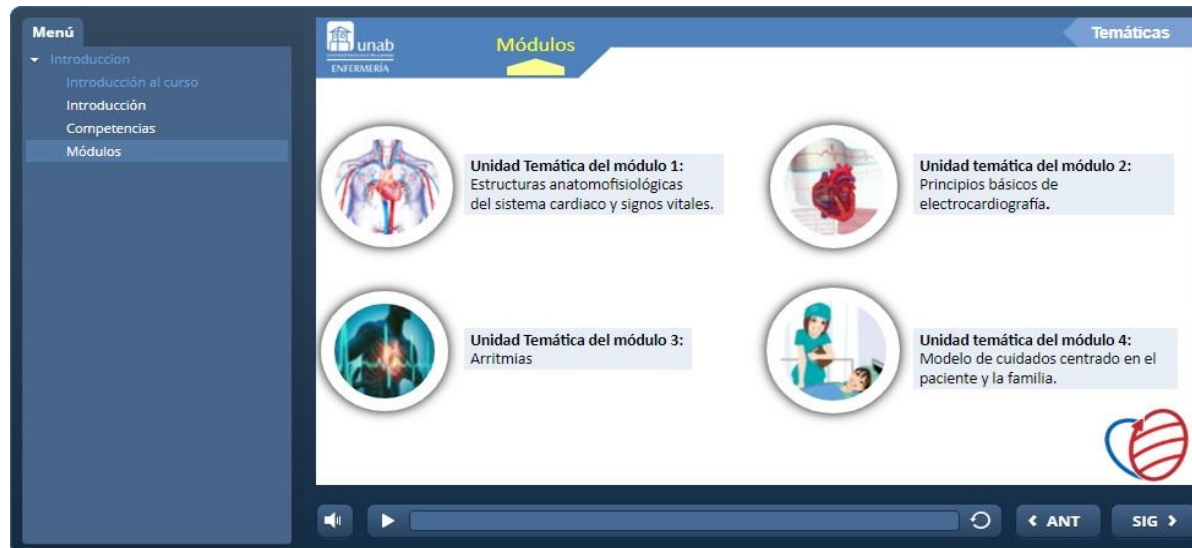 Menú
Introduccion
Introducción al curso
Introducción
Competencias
Módulos
unab
ENFERMERÍA
Módulos
Temáticas
Unidad Temática del módulo 1:
Estructuras anatomofisiológicas
del sistema cardiaco y signos vitales.
Unidad temática del módulo 2:
Principios básicos de
electrocardiografía.
Unidad Temática del módulo 3:
Arritmias
Unidad temática del módulo 4:
Modelo de cuidados centrado en el
paciente y la familia.
ANT
SIG